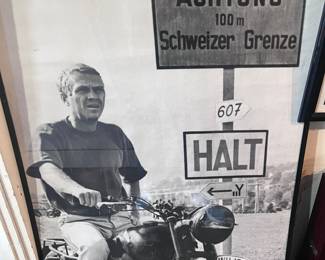 ACHTUNG
100 m
Schweizer Grenze
607
HALT